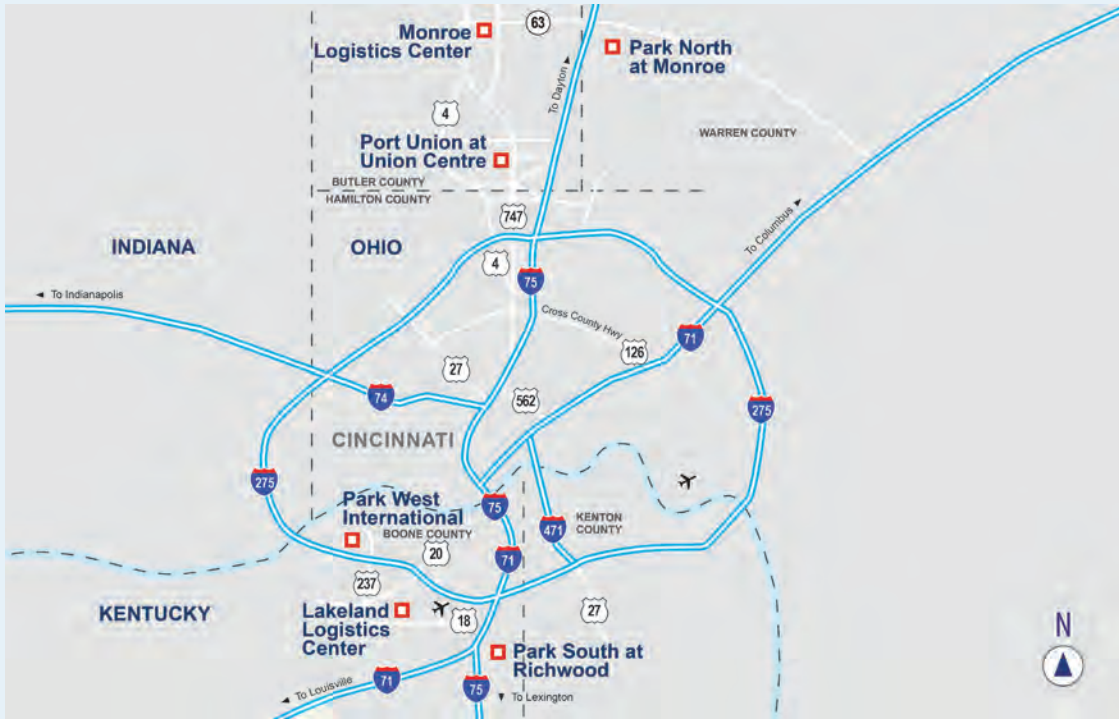 Monroe
Logistics Center
63
Park North
at Monroe
To Dayton
4
WARREN COUNTY
Port Union at
Union Centre
BUTLER COUNTY
HAMILTON COUNTY
747
INDIANA
OHIO
To Columbus
4
75
To Indianapolis
Cross County Hwy
126
71
27
74
562
275
CINCINNATI
275
Park West
International
75
BOONE COUNTY
KENTON
COUNTY
471
20
71
237
KENTUCKY
Lakeland
Logistics
Center
18
27
N
Park South at
Richwood
71
To Louisville
75
To Lexington